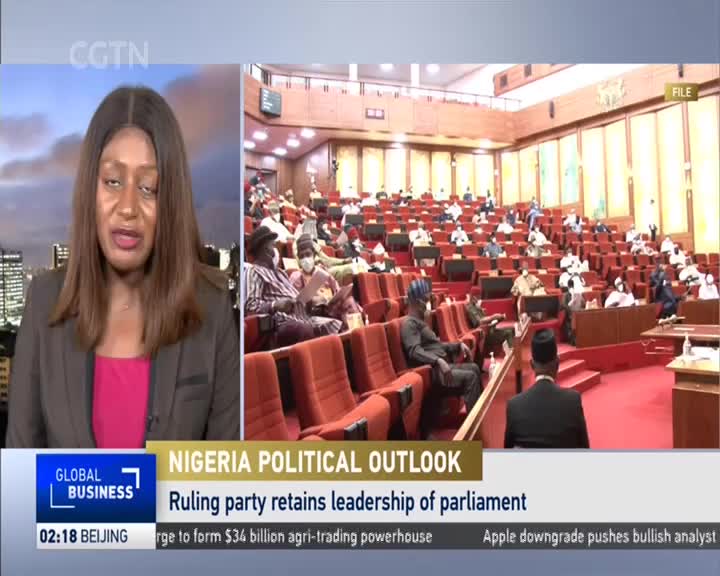 CGTN
FILE
NIGERIA POLITICAL OUTLOOK
GLOBAL
BUSINESS
Ruling party retains leadership of parliament
02:18 BEIJING
rge to form $34 billion agri-trading powerhouse Apple downgrade pushes bullish analyst